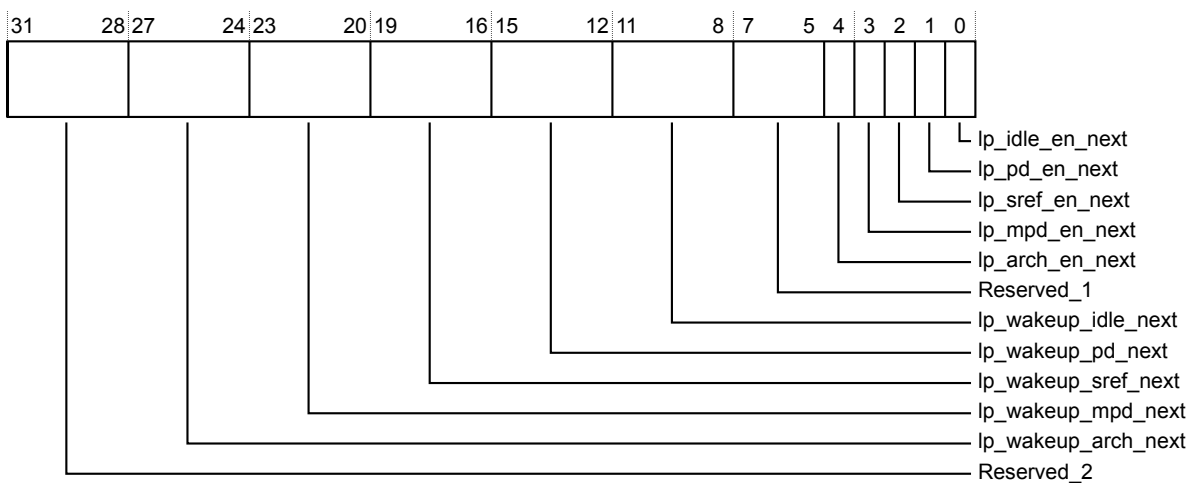 31 28 27 24 23 20 19 16 15 12 11 8 7 5 4 3 2 1 0
lp_idle_en_next
lp_pd_en_next
lp_sref_en_next
lp_mpd_en_next
lp_arch_en_next
Reserved_1
lp_wakeup_idle_next
lp_wakeup_pd_next
lp_wakeup_sref_next
lp_wakeup_mpd_next
lp_wakeup_arch_next
Reserved_2